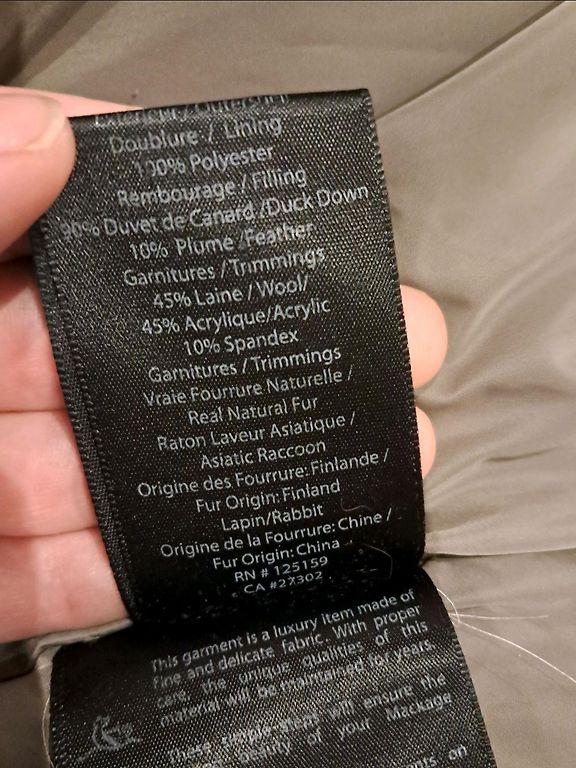 Doublure / Lining
100% Polyester
Rembourrage / Filling
90% Duvet de Canard /Duck Down
10% Plume /Feather
Garnitures / Trimmings
45% Laine / Wool/
45% Acrylique/Acrylic
10% Spandex
Garnitures / Trimmings
Vraie Fourrure Naturelle /
Real Natural Fur
Raton Laveur Asiatique /
Asiatic Raccoon
Origine des Fourrure: Finlande /
Fur Origin: Finland
Lapin/Rabbit
Origine de la Fourrure: Chine /
Fur Origin: China
RN # 125159
CA #27302
This garment is a luxury item made of
fine and delicate fabric. With proper
care the unique qualities of this
material will be maintained for years.
These simple steps will ensure the
beauty of your Mackage
on